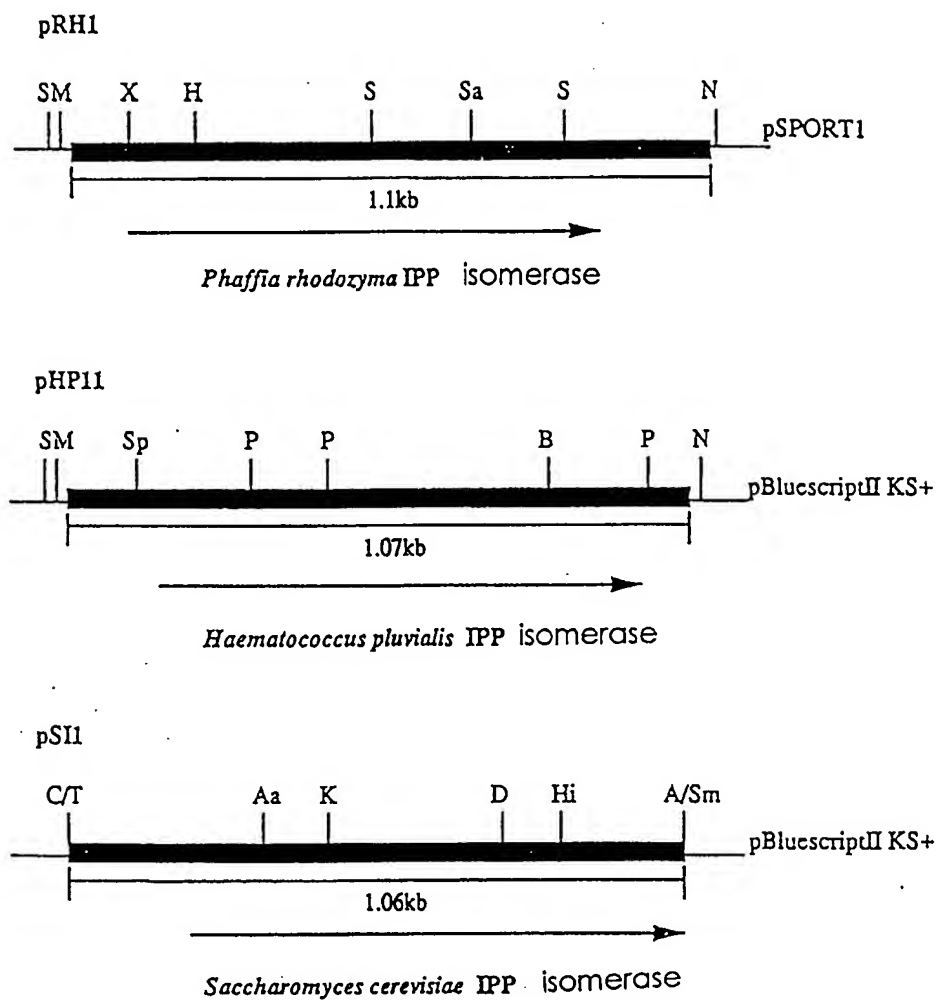 pRH1
SM X H S Sa S N
pSPORT1
1.1kb
Phaffia rhodozyma IPP isomerase
pHP11
SM Sp P P B P N
pBluescriptII KS+
1.07kb
Haematococcus pluvialis IPP isomerase
pSI1
C/T Aa K D Hi A/Sm
pBluescriptII KS+
1.06kb
Saccharomyces cerevisiae IPP isomerase